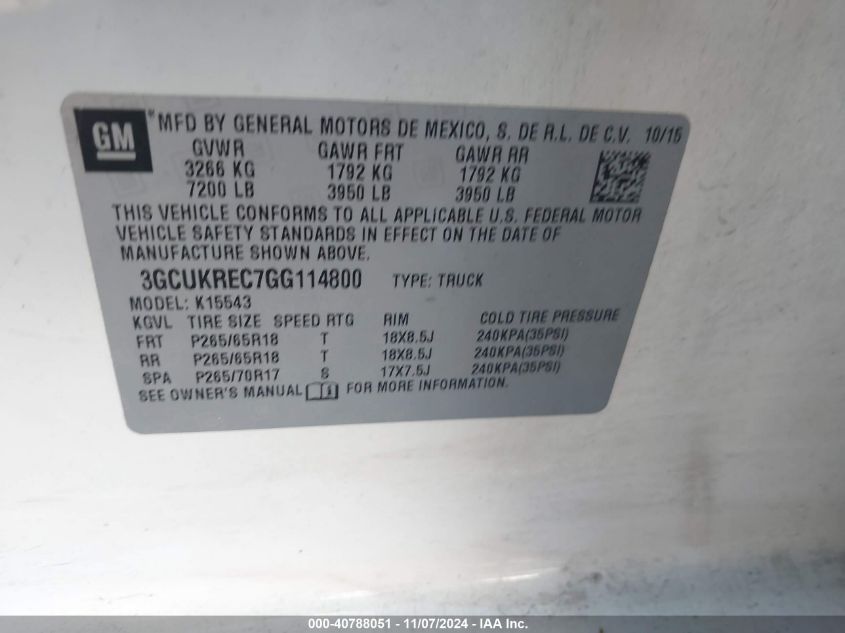 GM
MFD BY GENERAL MOTORS DE MEXICO, S. DE R.L. DE C.V. 10/15
GVWR GAWR FRT GAWR RR
3266 KG 1792 KG 1792 KG
7200 LB 3950 LB 3950 LB
THIS VEHICLE CONFORMS TO ALL APPLICABLE U.S. FEDERAL MOTOR
VEHICLE SAFETY STANDARDS IN EFFECT ON THE DATE OF
MANUFACTURE SHOWN ABOVE.
3GCUKREC7GG114800 TYPE: TRUCK
MODEL: K15543
KGVL TIRE SIZE SPEED RTG RIM COLD TIRE PRESSURE
FRT P265/65R18 T 18X8.5J 240KPA(35PSI)
RR P265/65R18 T 18X8.5J 240KPA(35PSI)
SPA P265/70R17 S 17X7.5J 240KPA(35PSI)
SEE OWNER'S MANUAL FOR MORE INFORMATION.
000-40788051 - 11/07/2024 - IAA Inc.